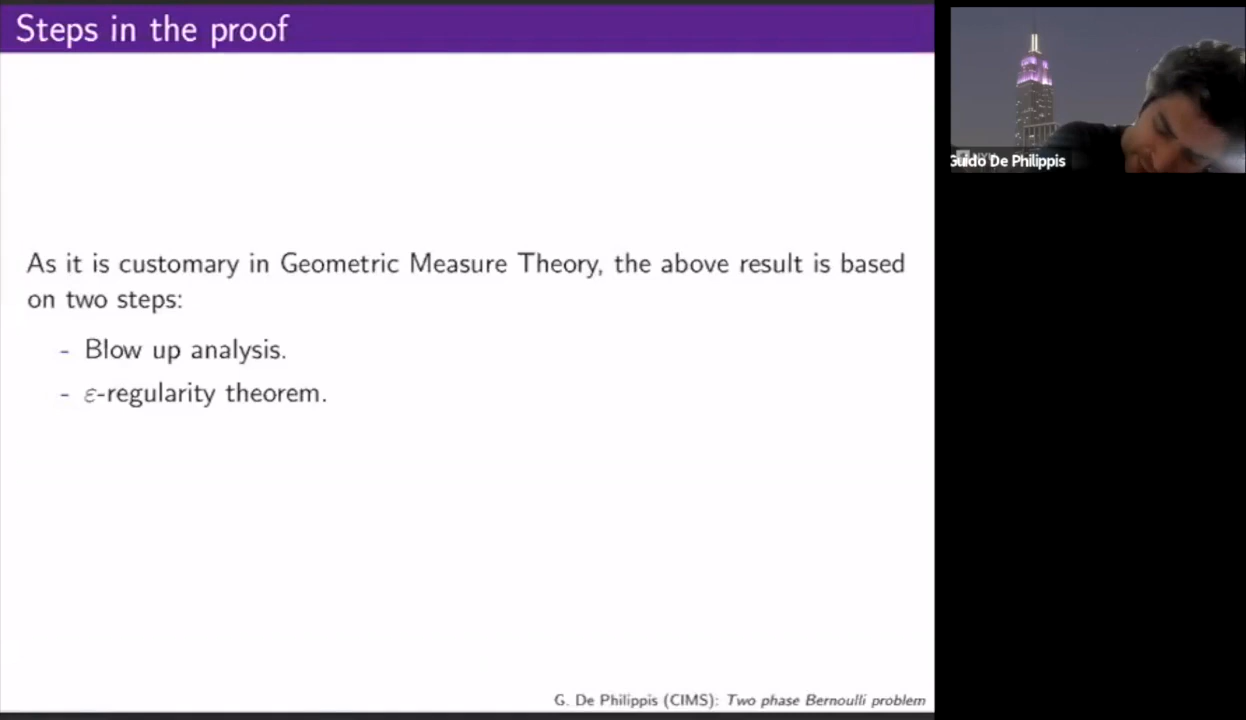 Steps in the proof
As it is customary in Geometric Measure Theory, the above result is based
on two steps:
- Blow up analysis.
- ε-regularity theorem.
G. De Philippis (CIMS): Two phase Bernoulli problem
Guido De Philippis